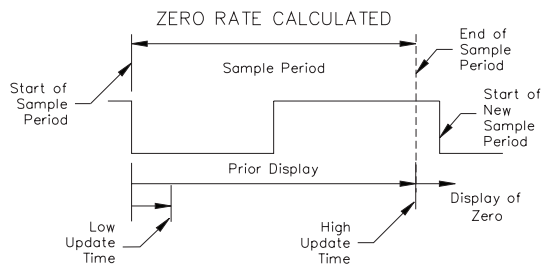 ZERO RATE CALCULATED
Sample Period
End of
Sample
Period
Start of
Sample
Period
Start of
New
Sample
Period
Prior Display
Display of
Zero
Low
Update
Time
High
Update
Time